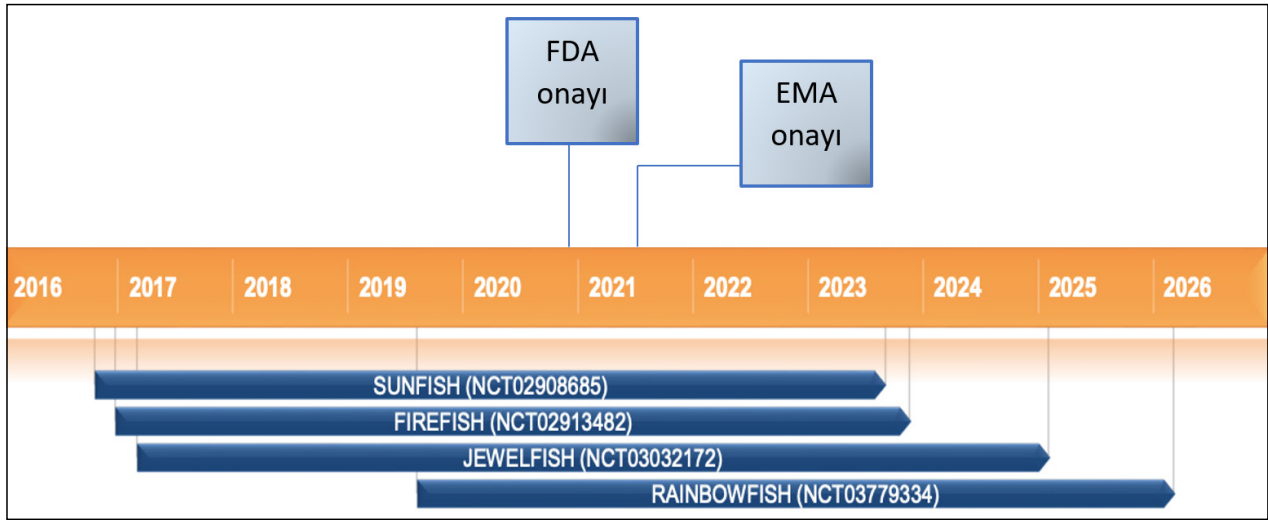 FDA
onayı
EMA
onayı
2016 2017 2018 2019 2020 2021 2022 2023 2024 2025 2026
SUNFISH (NCT02908685)
FIREFISH (NCT02913482)
JEWELFISH (NCT03032172)
RAINBOWFISH (NCT03779334)